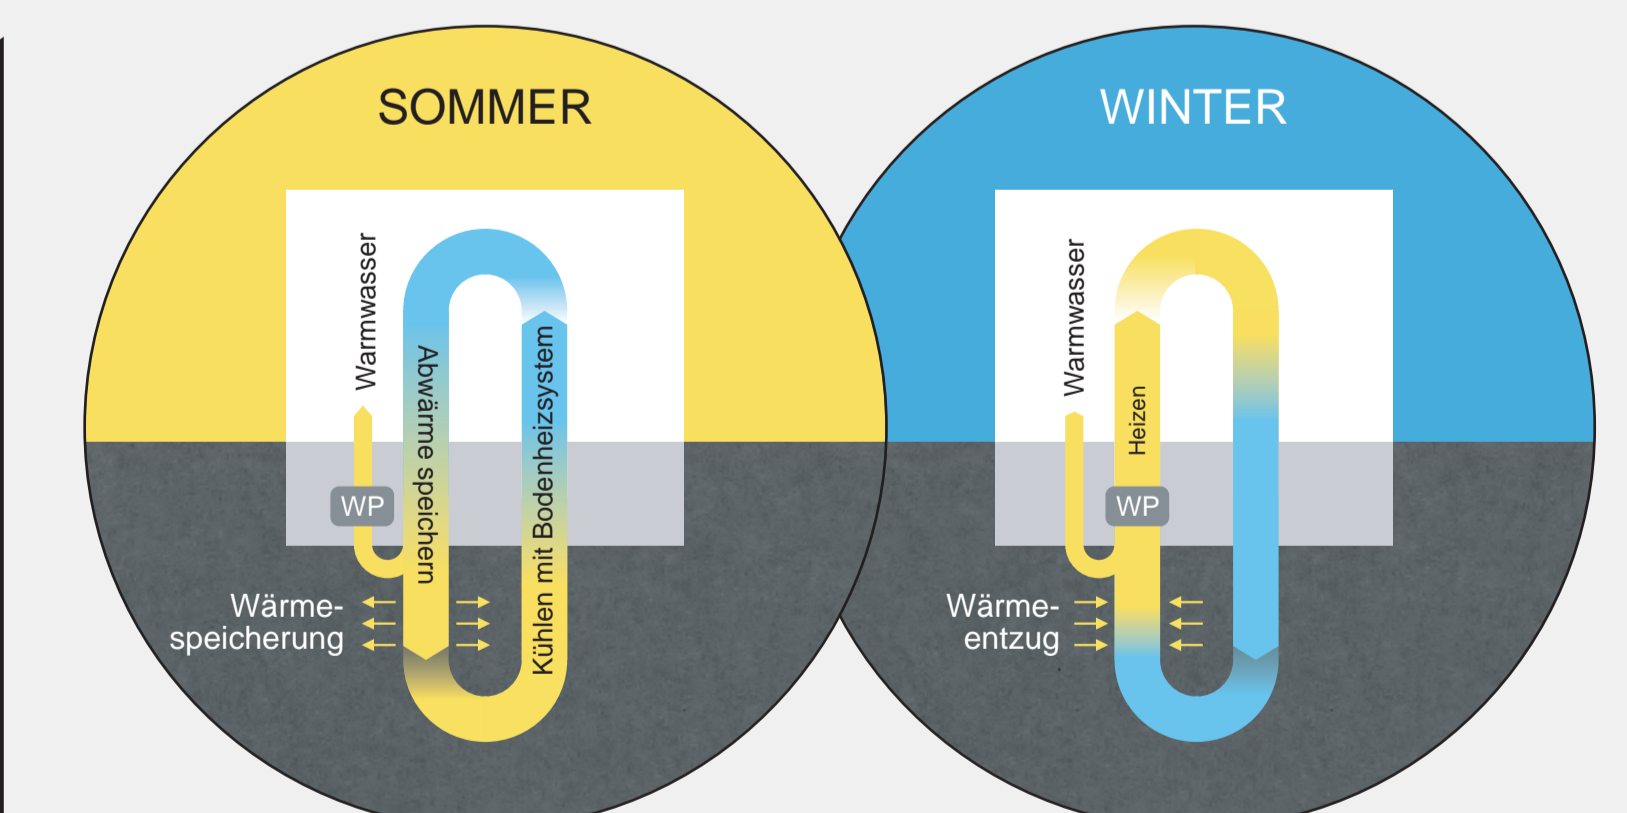 SOMMER
Warmwasser
Abwärme speichern
Kühlen mit Bodenheizsystem
WP
Wärme-
speicherung
WINTER
Warmwasser
Heizen
WP
Wärme-
entzug